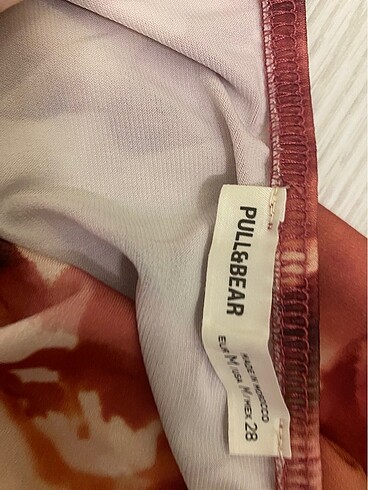 PULL&BEAR
MADE IN MOROCCO
EUR M/USA M/MEX 28